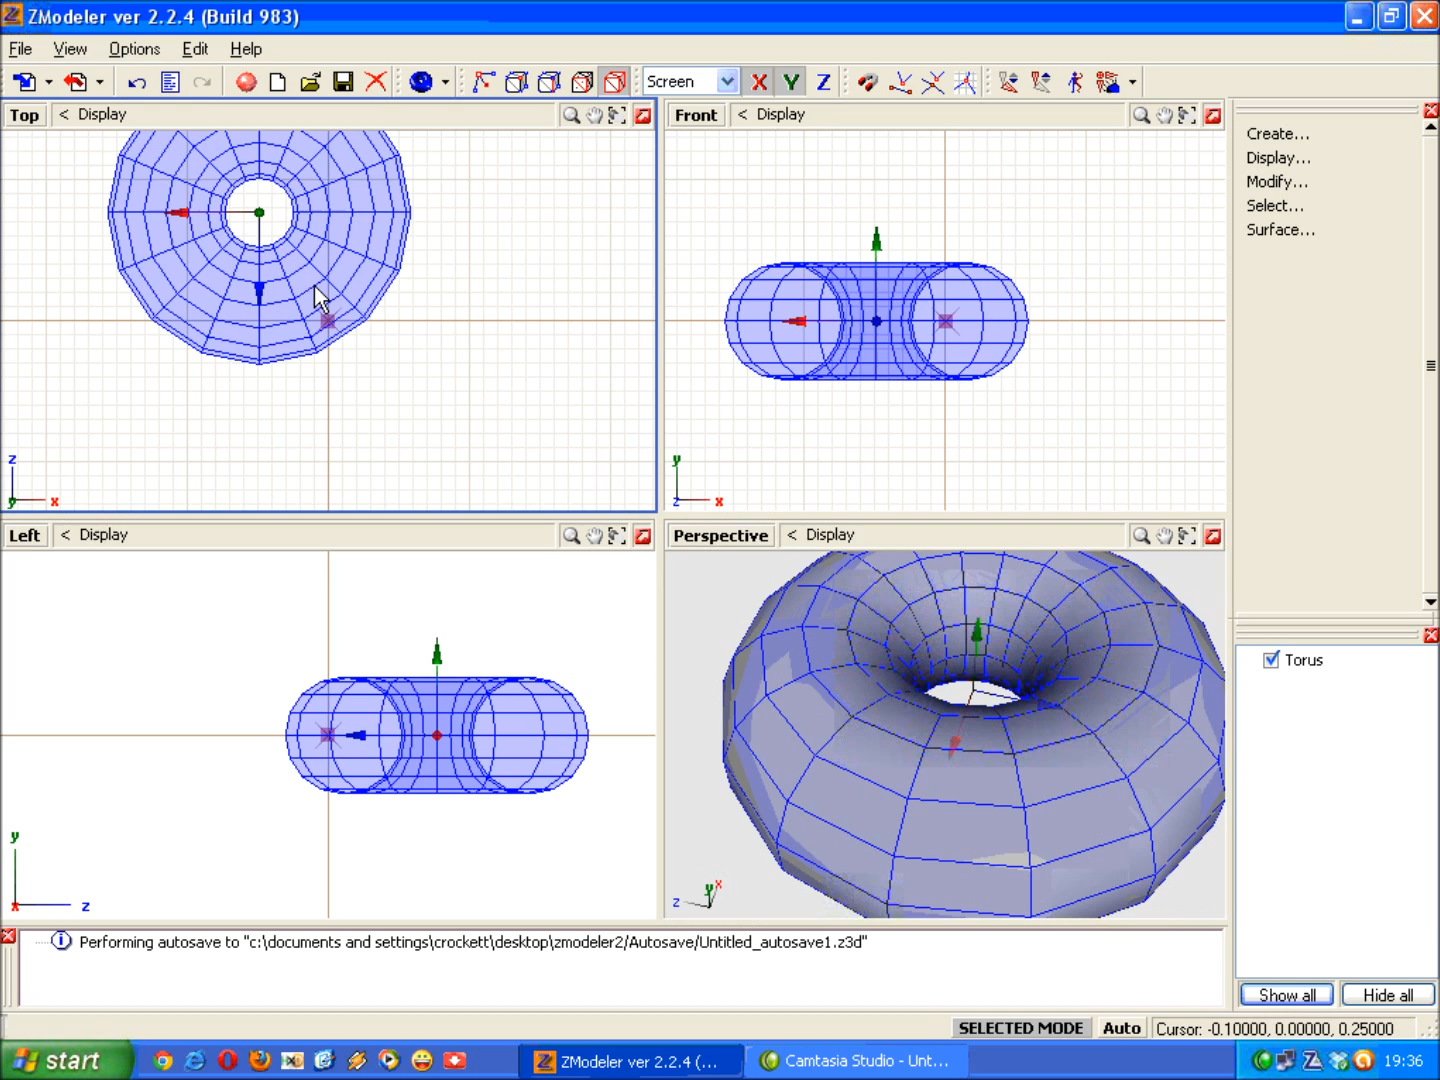 ZModeler ver 2.2.4 (Build 983)
File View Options Edit Help
Screen X Y Z
Top < Display
Front < Display
Create...
Display...
Modify...
Select...
Surface...
z
y x
y
z x
Left < Display
Perspective < Display
Torus
y
x z
z y x
Performing autosave to "c:\documents and settings\crockett\desktop\zmodeler2/Autosave/Untitled_autosave1.z3d"
Show all Hide all
SELECTED MODE Auto Cursor: -0.10000, 0.00000, 0.25000
start ZModeler ver 2.2.4 (... Camtasia Studio - Unt... 19:36